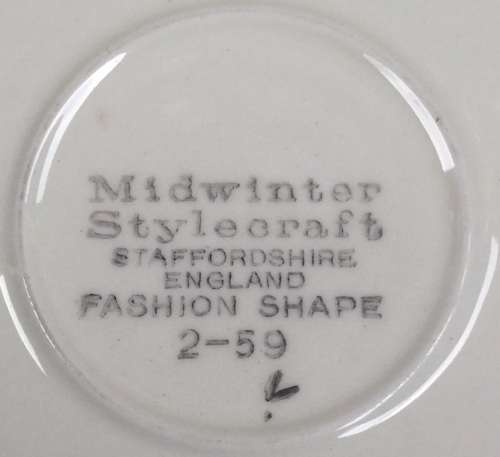 Midwinter
Stylecraft
STAFFORDSHIRE
ENGLAND
FASHION SHAPE
2-59